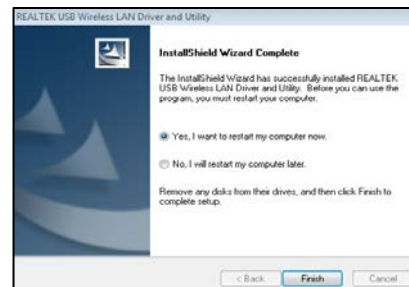 REALTEK USB Wireless LAN Driver and Utility
InstallShield Wizard Complete
The InstallShield Wizard has successfully installed REALTEK
USB Wireless LAN Driver and Utility. Before you can use the
program, you must restart your computer.
Yes, I want to restart my computer now.
No, I will restart my computer later.
Remove any disks from their drives, and then click Finish to
complete setup.
< Back Finish Cancel